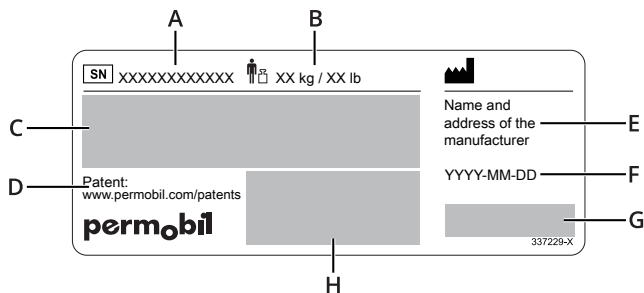 A
B
SN XXXXXXXXXXXX XX kg / XX lb
Name and
address of the
manufacturer
C
E
D
Patent:
www.permobil.com/patents
YYYY-MM-DD
F
permobil
G
337229-X
H